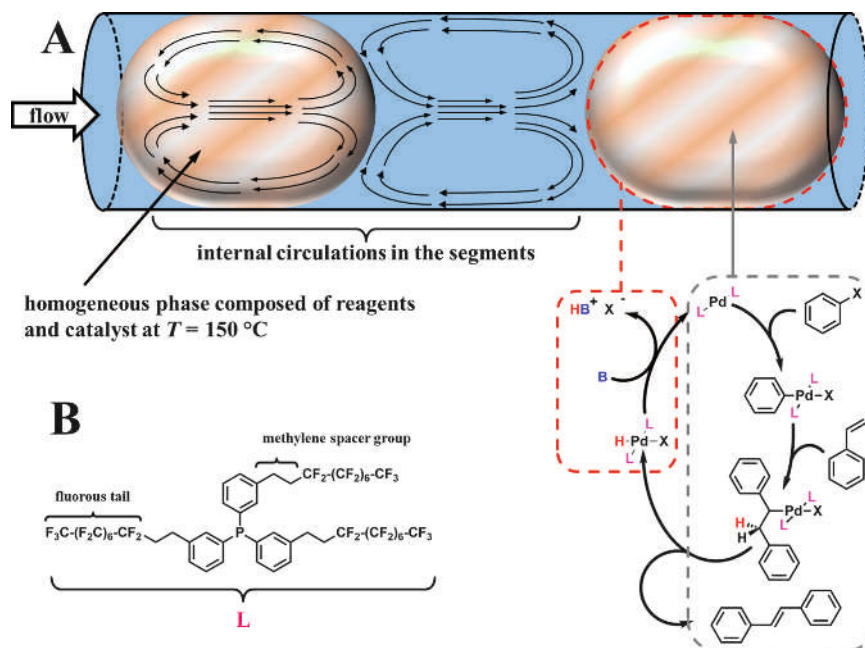 A
flow
internal circulations in the segments
homogeneous phase composed of reagents
and catalyst at T = 150 °C
HB⁺ X⁻
B
H-Pd-X
L
L
L
Pd
L
X
L
Pd-X
L
L
Pd-X
L
H
H
B
methylene spacer group
fluorous tail
CF₂-(CF₂)₆-CF₃
F₃C-(F₂C)₆-CF₂
P
CF₂-(CF₂)₆-CF₃
L